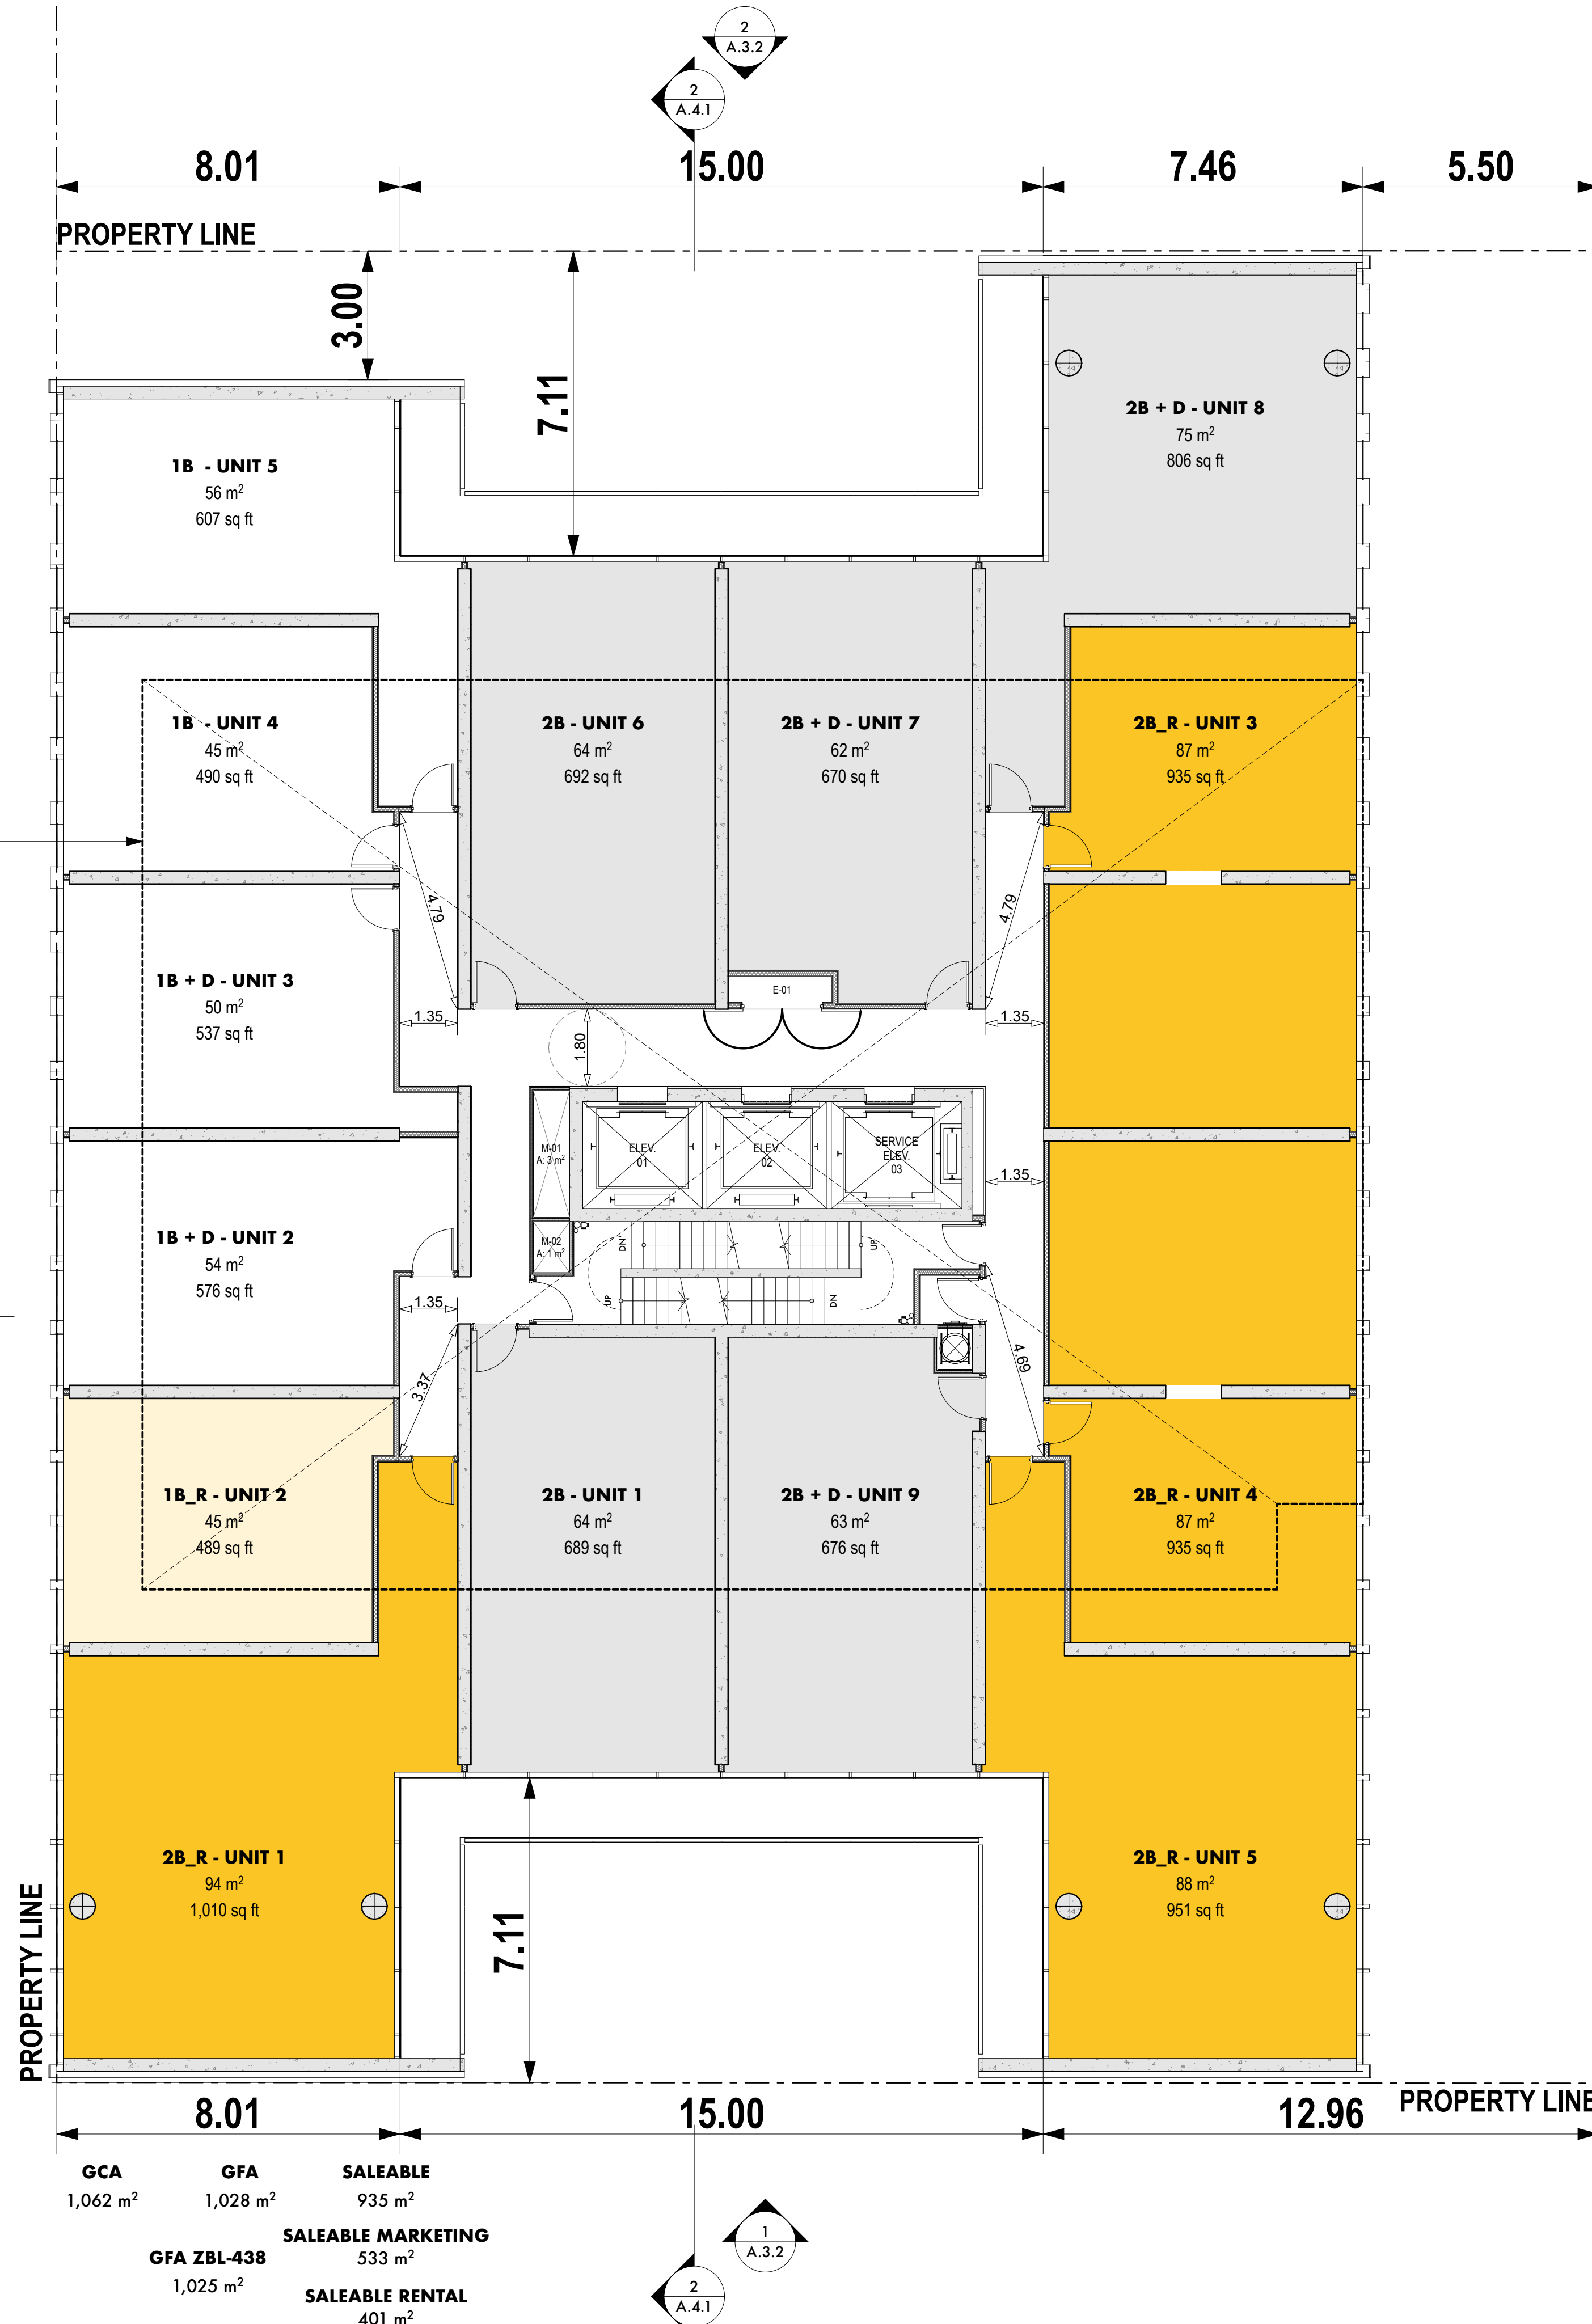 2
A.3.2
2
A.4.1
8.01
15.00
7.46
5.50
PROPERTY LINE
3.00
7.11
2B + D - UNIT 8
75 m²
806 sq ft
1B - UNIT 5
56 m²
607 sq ft
1B - UNIT 4
45 m²
490 sq ft
2B - UNIT 6
64 m²
692 sq ft
2B + D - UNIT 7
62 m²
670 sq ft
2B_R - UNIT 3
87 m²
935 sq ft
4.79
4.79
1B + D - UNIT 3
50 m²
537 sq ft
E-01
1.35
1.80
1.35
M-01
A: 3 m²
ELEV.
01
ELEV.
02
SERVICE
ELEV.
03
1.35
1B + D - UNIT 2
54 m²
576 sq ft
M-02
A: 1 m²
DN
UP
UP
DN
1.35
3.37
4.69
1B_R - UNIT 2
45 m²
489 sq ft
2B - UNIT 1
64 m²
689 sq ft
2B + D - UNIT 9
63 m²
676 sq ft
2B_R - UNIT 4
87 m²
935 sq ft
2B_R - UNIT 1
94 m²
1,010 sq ft
2B_R - UNIT 5
88 m²
951 sq ft
7.11
PROPERTY LINE
8.01
15.00
12.96
PROPERTY LINE
GCA
1,062 m²
GFA
1,028 m²
SALEABLE
935 m²
SALEABLE MARKETING
533 m²
GFA ZBL-438
1,025 m²
SALEABLE RENTAL
401 m²
1
A.3.2
2
A.4.1